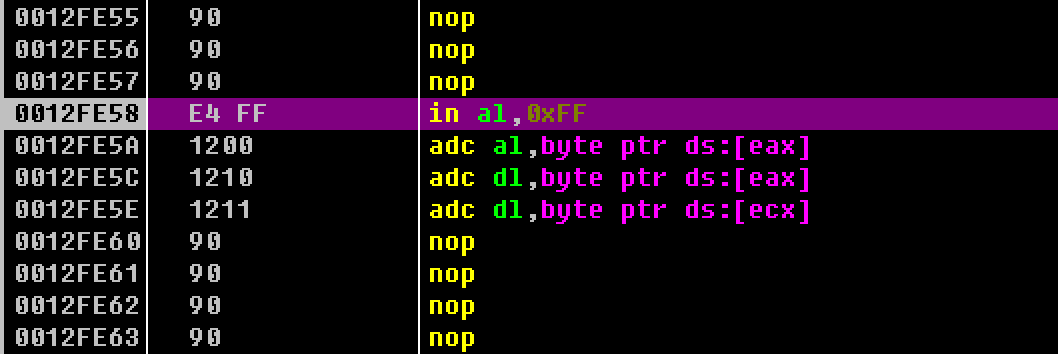 0012FE55 90 nop
0012FE56 90 nop
0012FE57 90 nop
0012FE58 E4 FF in al,0xFF
0012FE5A 1200 adc al,byte ptr ds:[eax]
0012FE5C 1210 adc dl,byte ptr ds:[eax]
0012FE5E 1211 adc dl,byte ptr ds:[ecx]
0012FE60 90 nop
0012FE61 90 nop
0012FE62 90 nop
0012FE63 90 nop